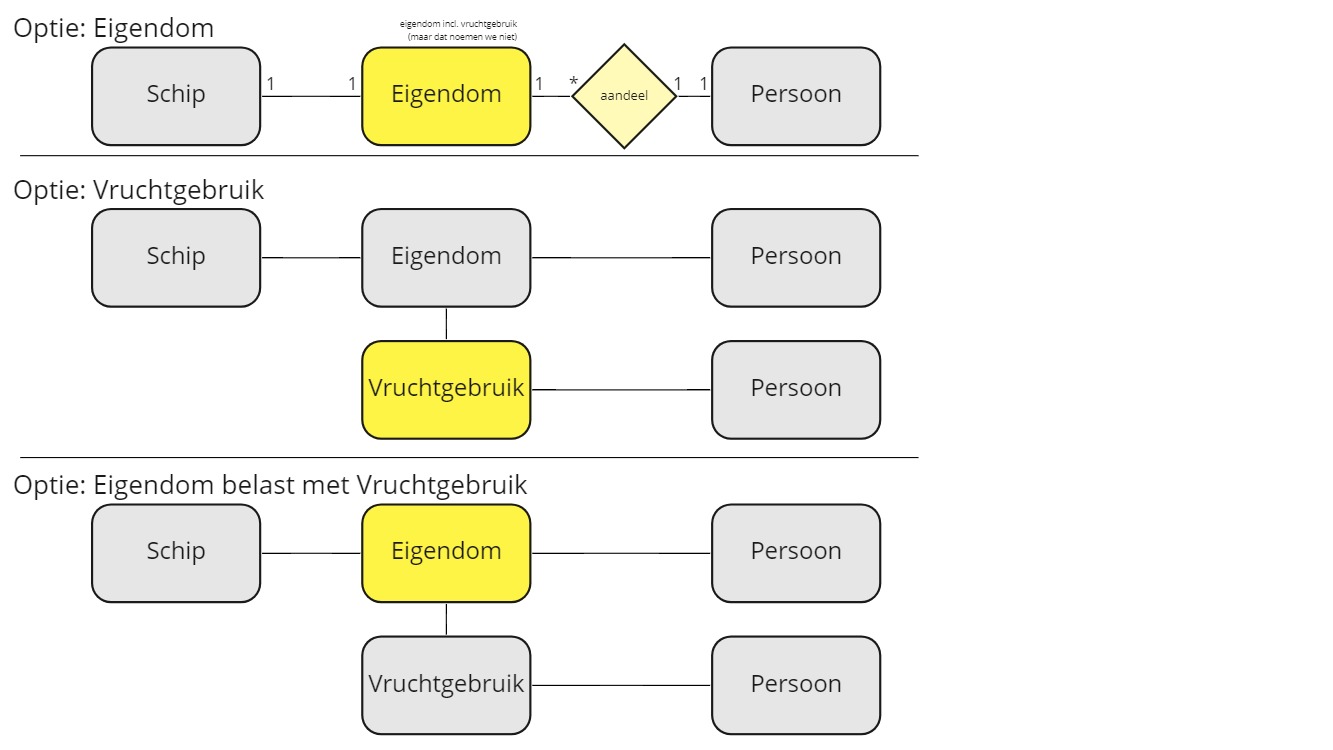 Optie: Eigendom
eigendom incl. vruchtgebruik
(maar dat noemen we niet)
Schip
1
1
Eigendom
1
*
aandeel
1
1
Persoon
Optie: Vruchtgebruik
Schip
Eigendom
Persoon
Vruchtgebruik
Persoon
Optie: Eigendom belast met Vruchtgebruik
Schip
Eigendom
Persoon
Vruchtgebruik
Persoon